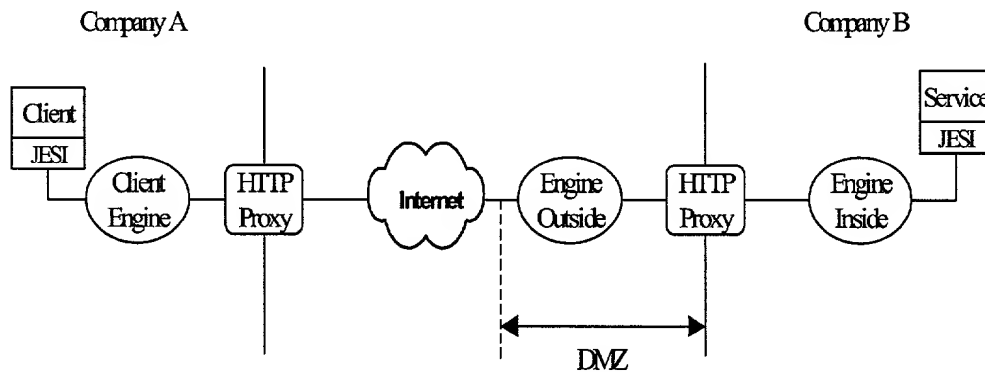 Company A
Company B
Client
JESI
Client
Engine
HTTP
Proxy
Internet
Engine
Outside
HTTP
Proxy
Engine
Inside
Service
JESI
DMZ